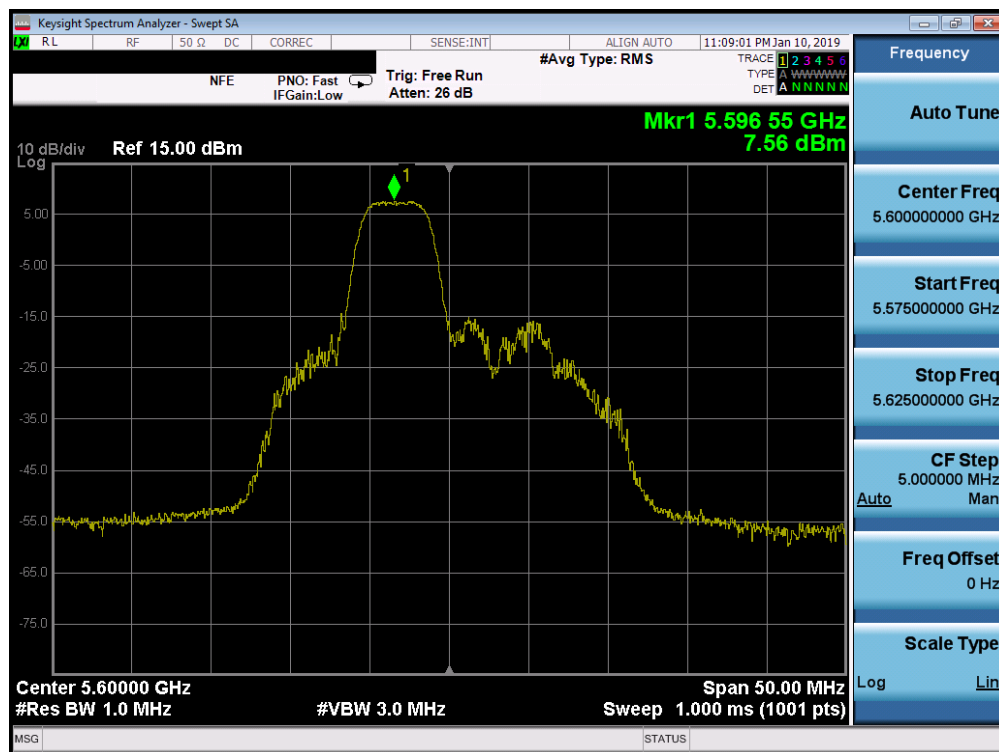 Keysight Spectrum Analyzer - Swept SA
LXI RL RF 50 Ω DC CORREC SENSE:INT ALIGN AUTO 11:09:01 PM Jan 10, 2019
Frequency
NFE PNO: Fast Trig: Free Run #Avg Type: RMS TRACE 1 2 3 4 5 6
IFGain:Low Atten: 26 dB TYPE A WWWWW
DET A N N N N N
Auto Tune
Mkr1 5.596 55 GHz
7.56 dBm
10 dB/div Ref 15.00 dBm
Log
1
5.00
-5.00
-15.0
-25.0
-35.0
-45.0
-55.0
-65.0
-75.0
Center Freq
5.600000000 GHz
Start Freq
5.575000000 GHz
Stop Freq
5.625000000 GHz
CF Step
5.000000 MHz
Auto Man
Freq Offset
0 Hz
Scale Type
Log Lin
Center 5.60000 GHz Span 50.00 MHz
#Res BW 1.0 MHz #VBW 3.0 MHz Sweep 1.000 ms (1001 pts)
MSG STATUS